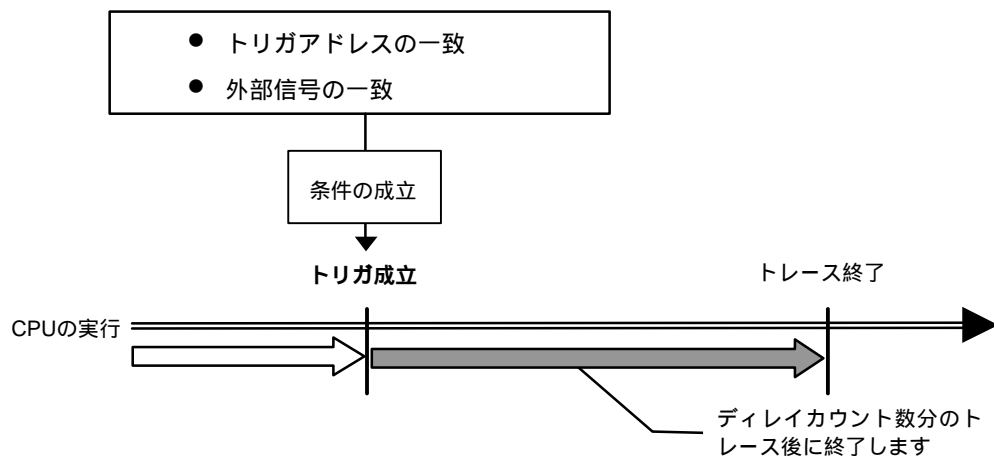 ● トリガアドレスの一致
● 外部信号の一致
条件の成立
トリガ成立
トレース終了
CPUの実行
ディレイカウント数分のト
レース後に終了します